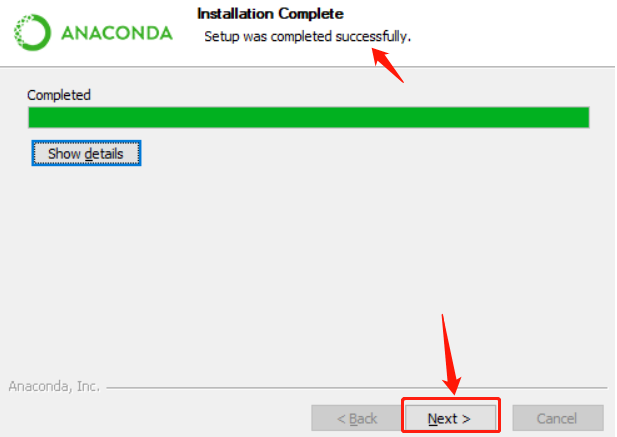 ANACONDA
Installation Complete
Setup was completed successfully.
Completed
Show details
Anaconda, Inc.
< Back
Next >
Cancel